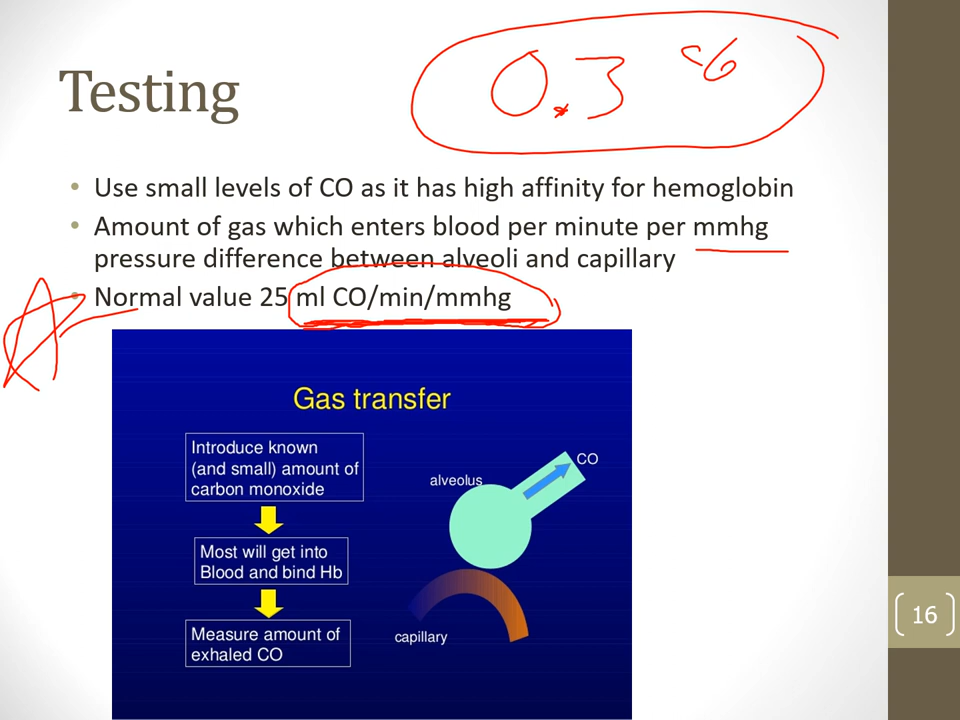 Testing
0.3 %
• Use small levels of CO as it has high affinity for hemoglobin
• Amount of gas which enters blood per minute per mmhg
pressure difference between alveoli and capillary
• Normal value 25 ml CO/min/mmhg
Gas transfer
Introduce known
(and small) amount of
carbon monoxide
Most will get into
Blood and bind Hb
Measure amount of
exhaled CO
CO
alveolus
capillary
16